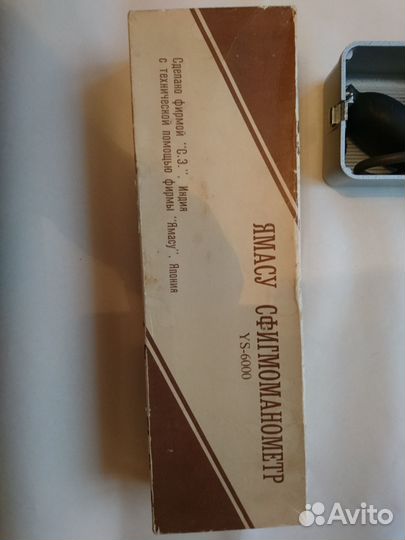 Сделано фирмой "С.З.". Индия
с технической помощью фирмы "Ямасу". Япония
ЯМАСУ СФИГМОМАНОМЕТР
YS-6000
Avito